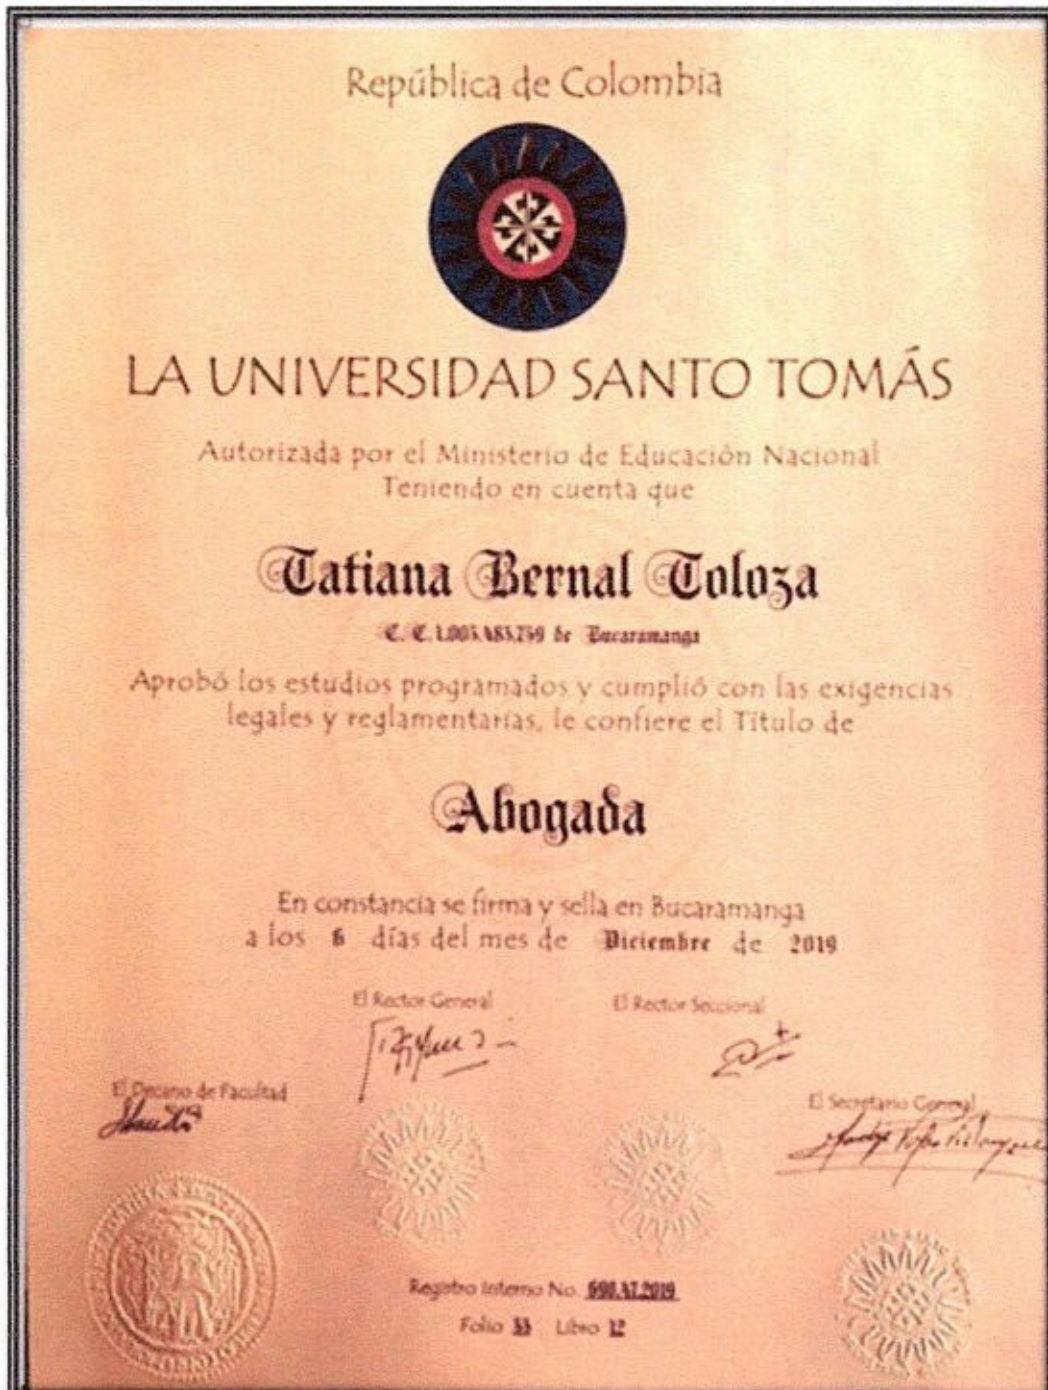 República de Colombia
LA UNIVERSIDAD SANTO TOMÁS
Autorizada por el Ministerio de Educación Nacional
Teniendo en cuenta que
Tatiana Bernal Toloza
C. C. de Bucaramanga
Aprobó los estudios programados y cumplió con las exigencias
legales y reglamentarias, le confiere el Título de
Abogada
En constancia se firma y sella en Bucaramanga
a los 6 días del mes de Diciembre de 2019
El Rector General
El Rector Seccional
El Decano de Facultad
El Secretario General
Registro Interno No.
Folio Libro 12